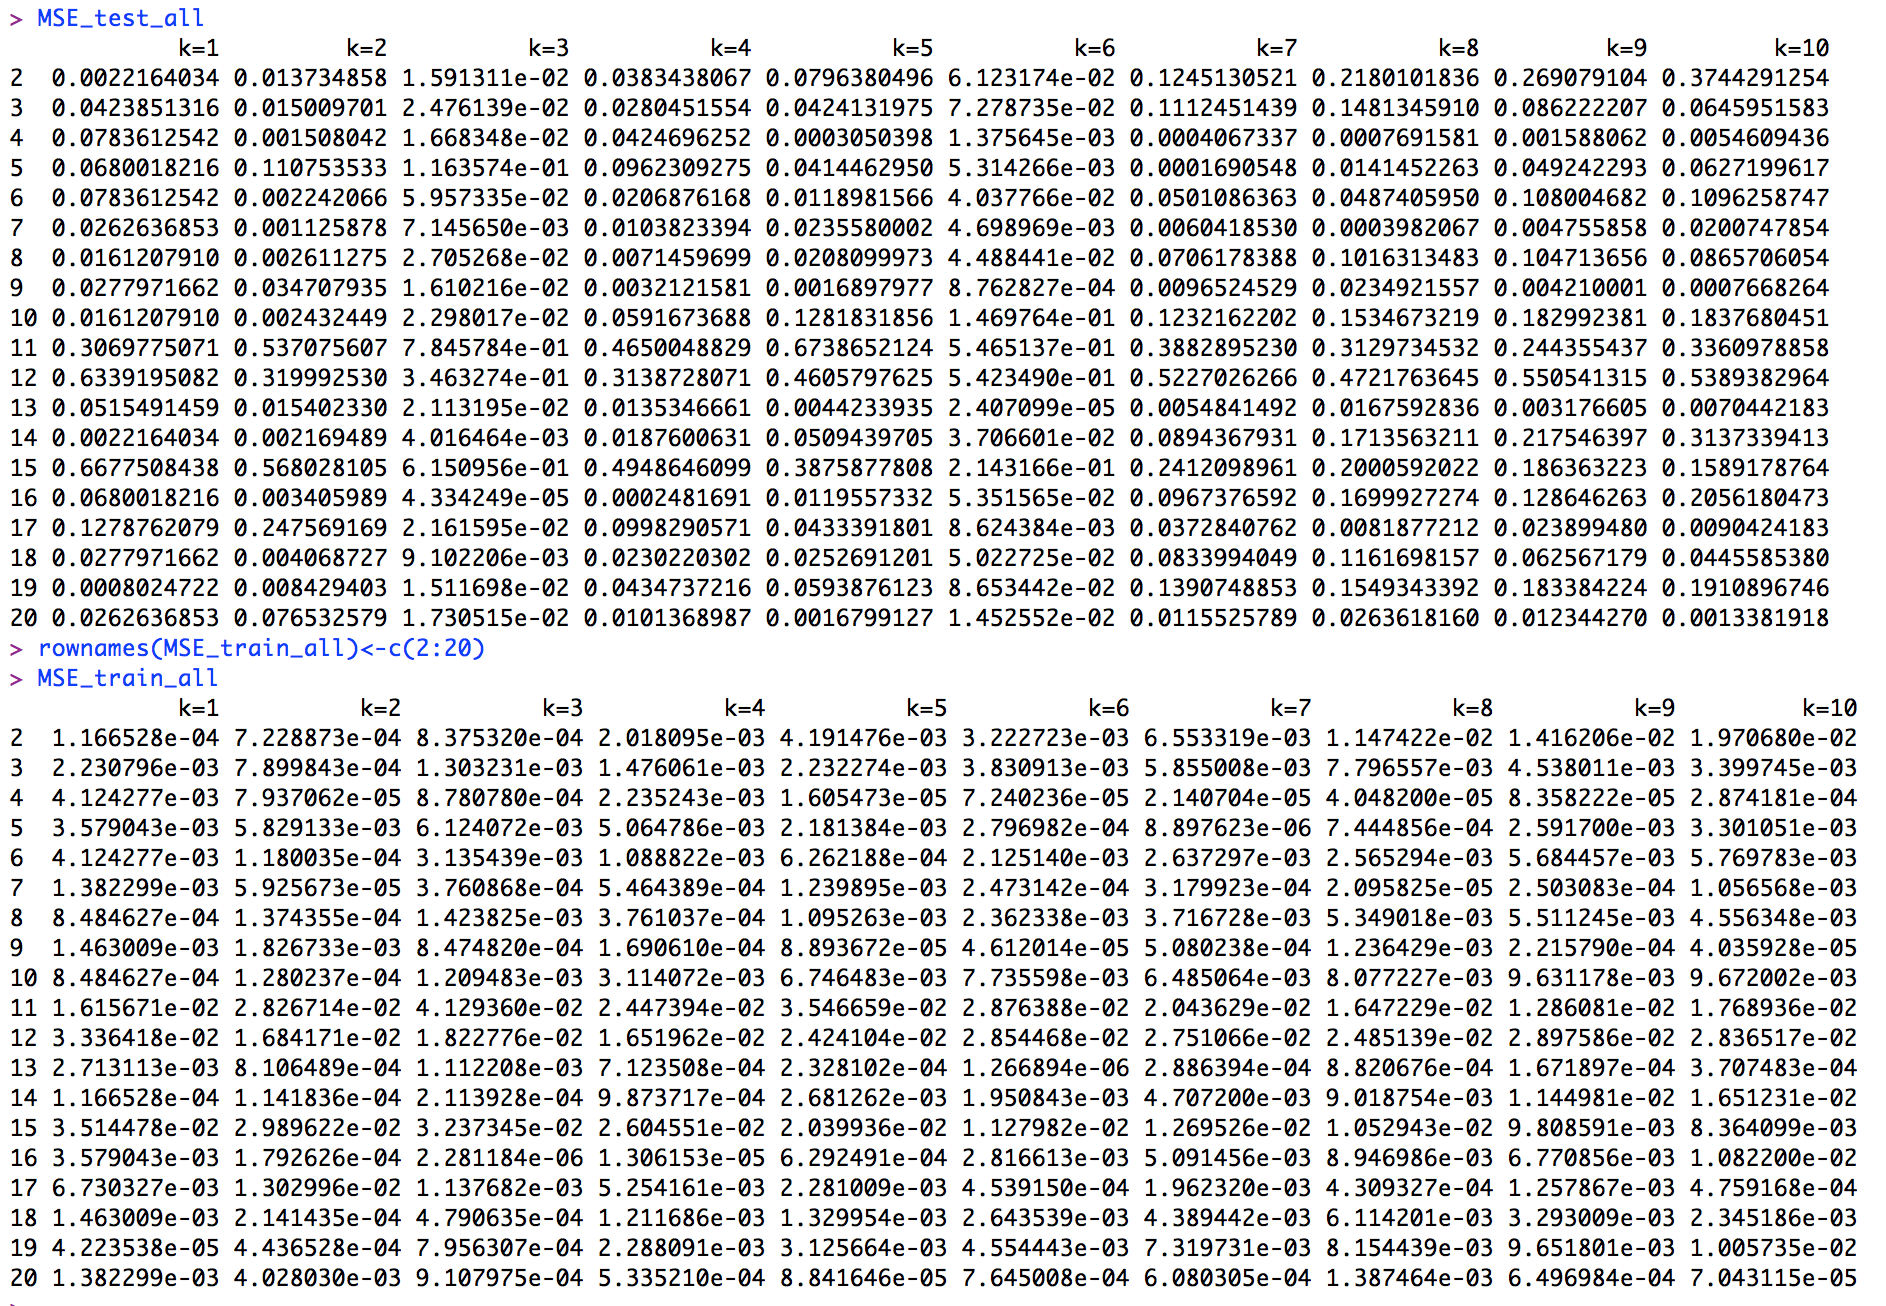 > MSE_test_all
k=1 k=2 k=3 k=4 k=5 k=6 k=7 k=8 k=9 k=10
2 0.0022164034 0.013734858 1.591311e-02 0.0383438067 0.0796380496 6.123174e-02 0.1245130521 0.2180101836 0.269079104 0.3744291254
3 0.0423851316 0.015009701 2.476139e-02 0.0280451554 0.0424131975 7.278735e-02 0.1112451439 0.1481345910 0.086222207 0.0645951583
4 0.0783612542 0.001508042 1.668348e-02 0.0424696252 0.0003050398 1.375645e-03 0.0004067337 0.0007691581 0.001588062 0.0054609436
5 0.0680018216 0.110753533 1.163574e-01 0.0962309275 0.0414462950 5.314266e-03 0.0001690548 0.0141452263 0.049242293 0.0627199617
6 0.0783612542 0.002242066 5.957335e-02 0.0206876168 0.0118981566 4.037766e-02 0.0501086363 0.0487405950 0.108004682 0.1096258747
7 0.0262636853 0.001125878 7.145650e-03 0.0103823394 0.0235580002 4.698969e-03 0.0060418530 0.0003982067 0.004755858 0.0200747854
8 0.0161207910 0.002611275 2.705268e-02 0.0071459699 0.0208099973 4.488441e-02 0.0706178388 0.1016313483 0.104713656 0.0865706054
9 0.0277971662 0.034707935 1.610216e-02 0.0032121581 0.0016897977 8.762827e-04 0.0096524529 0.0234921557 0.004210001 0.0007668264
10 0.0161207910 0.002432449 2.298017e-02 0.0591673688 0.1281831856 1.469764e-01 0.1232162202 0.1534673219 0.182992381 0.1837680451
11 0.3069775071 0.537075607 7.845784e-01 0.4650048829 0.6738652124 5.465137e-01 0.3882895230 0.3129734532 0.244355437 0.3360978858
12 0.6339195082 0.319992530 3.463274e-01 0.3138728071 0.4605797625 5.423490e-01 0.5227026266 0.4721763645 0.550541315 0.5389382964
13 0.0515491459 0.015402330 2.113195e-02 0.0135346661 0.0044233935 2.407099e-05 0.0054841492 0.0167592836 0.003176605 0.0070442183
14 0.0022164034 0.002169489 4.016464e-03 0.0187600631 0.0509439705 3.706601e-02 0.0894367931 0.1713563211 0.217546397 0.3137339413
15 0.6677508438 0.568028105 6.150956e-01 0.4948646099 0.3875877808 2.143166e-01 0.2412098961 0.2000592022 0.186363223 0.1589178764
16 0.0680018216 0.003405989 4.334249e-05 0.0002481691 0.0119557332 5.351565e-02 0.0967376592 0.1699927274 0.128646263 0.2056180473
17 0.1278762079 0.247569169 2.161595e-02 0.0998290571 0.0433391801 8.624384e-03 0.0372840762 0.0081877212 0.023899480 0.0090424183
18 0.0277971662 0.004068727 9.102206e-03 0.0230220302 0.0252691201 5.022725e-02 0.0833994049 0.1161698157 0.062567179 0.0445585380
19 0.0008024722 0.008429403 1.511698e-02 0.0434737216 0.0593876123 8.653442e-02 0.1390748853 0.1549343392 0.183384224 0.1910896746
20 0.0262636853 0.076532579 1.730515e-02 0.0101368987 0.0016799127 1.452552e-02 0.0115525789 0.0263618160 0.012344270 0.0013381918
> rownames(MSE_train_all)<-c(2:20)
> MSE_train_all
k=1 k=2 k=3 k=4 k=5 k=6 k=7 k=8 k=9 k=10
2 1.166528e-04 7.228873e-04 8.375320e-04 2.018095e-03 4.191476e-03 3.222723e-03 6.553319e-03 1.147422e-02 1.416206e-02 1.970680e-02
3 2.230796e-03 7.899843e-04 1.303231e-03 1.476061e-03 2.232274e-03 3.830913e-03 5.855008e-03 7.796557e-03 4.538011e-03 3.399745e-03
4 4.124277e-03 7.937062e-05 8.780780e-04 2.235243e-03 1.605473e-05 7.240236e-05 2.140704e-05 4.048200e-05 8.358222e-05 2.874181e-04
5 3.579043e-03 5.829133e-03 6.124072e-03 5.064786e-03 2.181384e-03 2.796982e-04 8.897623e-06 7.444856e-04 2.591700e-03 3.301051e-03
6 4.124277e-03 1.180035e-04 3.135439e-03 1.088822e-03 6.262188e-04 2.125140e-03 2.637297e-03 2.565294e-03 5.684457e-03 5.769783e-03
7 1.382299e-03 5.925673e-05 3.760868e-04 5.464389e-04 1.239895e-03 2.473142e-04 3.179923e-04 2.095825e-05 2.503083e-04 1.056568e-03
8 8.484627e-04 1.374355e-04 1.423825e-03 3.761037e-04 1.095263e-03 2.362338e-03 3.716728e-03 5.349018e-03 5.511245e-03 4.556348e-03
9 1.463009e-03 1.826733e-03 8.474820e-04 1.690610e-04 8.893672e-05 4.612014e-05 5.080238e-04 1.236429e-03 2.215790e-04 4.035928e-05
10 8.484627e-04 1.280237e-04 1.209483e-03 3.114072e-03 6.746483e-03 7.735598e-03 6.485064e-03 8.077227e-03 9.631178e-03 9.672002e-03
11 1.615671e-02 2.826714e-02 4.129360e-02 2.447394e-02 3.546659e-02 2.876388e-02 2.043629e-02 1.647229e-02 1.286081e-02 1.768936e-02
12 3.336418e-02 1.684171e-02 1.822776e-02 1.651962e-02 2.424104e-02 2.854468e-02 2.751066e-02 2.485139e-02 2.897586e-02 2.836517e-02
13 2.713113e-03 8.106489e-04 1.112208e-03 7.123508e-04 2.328102e-04 1.266894e-06 2.886394e-04 8.820676e-04 1.671897e-04 3.707483e-04
14 1.166528e-04 1.141836e-04 2.113928e-04 9.873717e-04 2.681262e-03 1.950843e-03 4.707200e-03 9.018754e-03 1.144981e-02 1.651231e-02
15 3.514478e-02 2.989622e-02 3.237345e-02 2.604551e-02 2.039936e-02 1.127982e-02 1.269526e-02 1.052943e-02 9.808591e-03 8.364099e-03
16 3.579043e-03 1.792626e-04 2.281184e-06 1.306153e-05 6.292491e-04 2.816613e-03 5.091456e-03 8.946986e-03 6.770856e-03 1.082200e-02
17 6.730327e-03 1.302996e-02 1.137682e-03 5.254161e-03 2.281009e-03 4.539150e-04 1.962320e-03 4.309327e-04 1.257867e-03 4.759168e-04
18 1.463009e-03 2.141435e-04 4.790635e-04 1.211686e-03 1.329954e-03 2.643539e-03 4.389442e-03 6.114201e-03 3.293009e-03 2.345186e-03
19 4.223538e-05 4.436528e-04 7.956307e-04 2.288091e-03 3.125664e-03 4.554443e-03 7.319731e-03 8.154439e-03 9.651801e-03 1.005735e-02
20 1.382299e-03 4.028030e-03 9.107975e-04 5.335210e-04 8.841646e-05 7.645008e-04 6.080305e-04 1.387464e-03 6.496984e-04 7.043115e-05